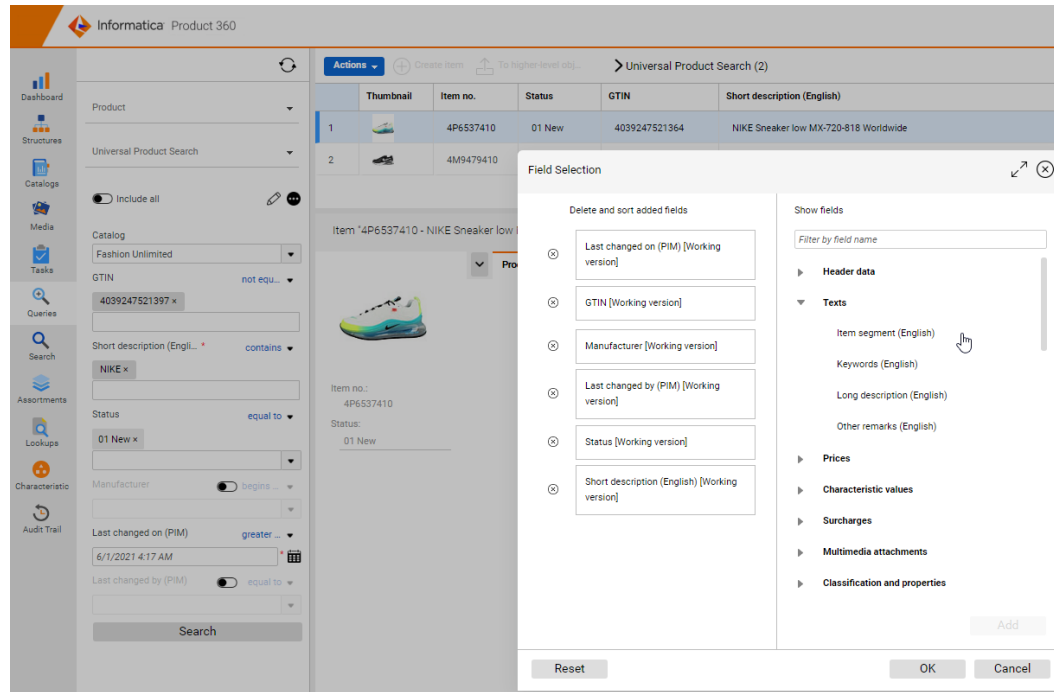 Informatica Product 360
Dashboard
Structures
Catalogs
Media
Tasks
Queries
Search
Assortments
Lookups
Characteristic
Audit Trail
Product
Universal Product Search
Include all
Catalog
Fashion Unlimited
GTIN not equ...
4039247521397 ×
Short description (Engli... * contains
NIKE ×
Status equal to
01 New ×
Manufacturer begins ...
Last changed on (PIM) greater ...
6/1/2021 4:17 AM *
Last changed by (PIM) equal to
Search
Actions Create item To higher-level obj... Universal Product Search (2)
Thumbnail Item no. Status GTIN Short description (English)
1 4P6537410 01 New 4039247521364 NIKE Sneaker low MX-720-818 Worldwide
2 4M9479410
Item "4P6537410 - NIKE Sneaker low
Pro
Item no.:
4P6537410
Status:
01 New
Field Selection
Delete and sort added fields
Last changed on (PIM) [Working
version]
GTIN [Working version]
Manufacturer [Working version]
Last changed by (PIM) [Working
version]
Status [Working version]
Short description (English) [Working
version]
Show fields
Filter by field name
Header data
Texts
Item segment (English)
Keywords (English)
Long description (English)
Other remarks (English)
Prices
Characteristic values
Surcharges
Multimedia attachments
Classification and properties
Add
Reset OK Cancel